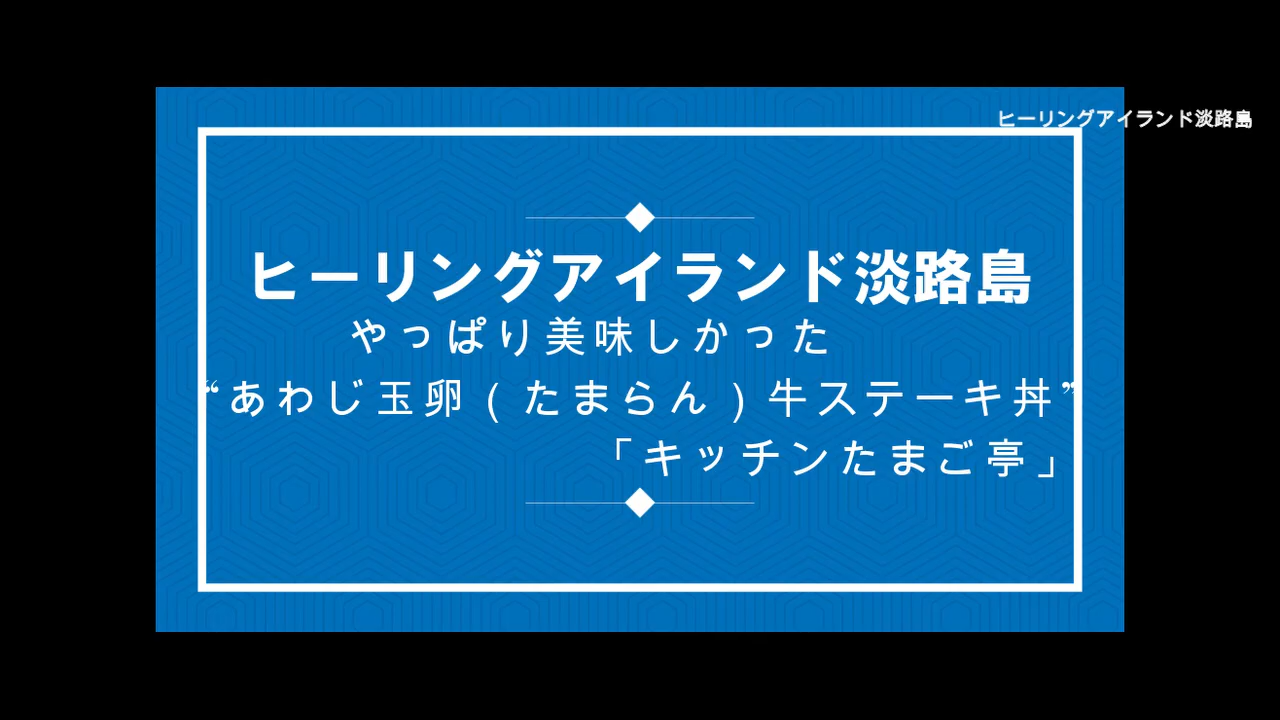 ヒーリングアイランド淡路島
ヒーリングアイランド淡路島
やっぱり美味しかった
“あわじ玉卵(たまらん)牛ステーキ丼”
「キッチンたまご亭」